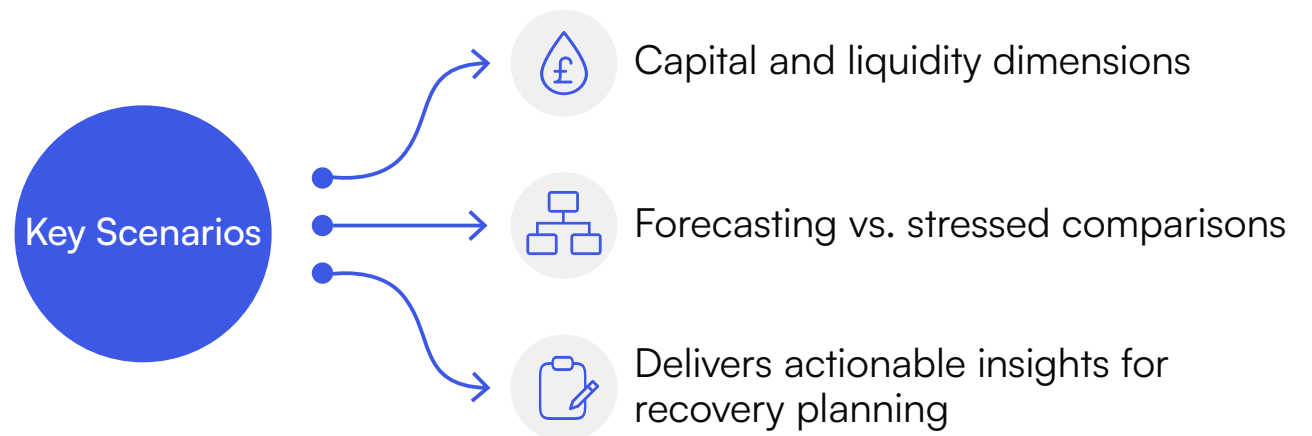 Key Scenarios
£
Capital and liquidity dimensions
Forecasting vs. stressed comparisons
Delivers actionable insights for
recovery planning